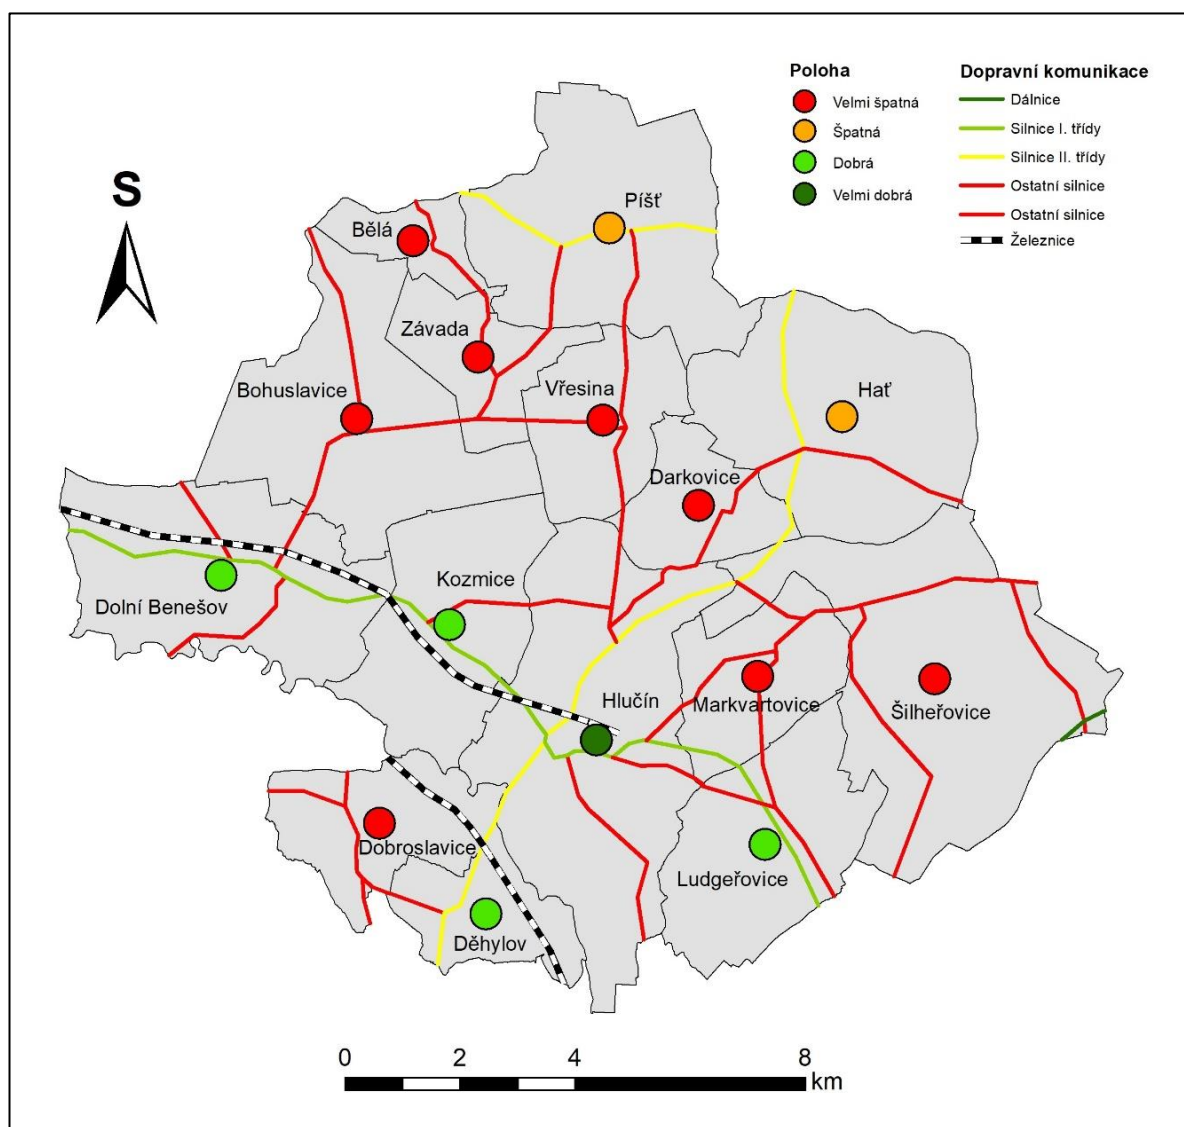 Poloha
Velmi špatná
Špatná
Dobrá
Velmi dobrá
Dopravní komunikace
Dálnice
Silnice I. třídy
Silnice II. třídy
Ostatní silnice
Ostatní silnice
Železnice
S
Píšť
Bělá
Závada
Bohuslavice
Vřesina
Hať
Darkovice
Kozmice
Dolní Benešov
Hlučín
Markvartovice
Šilheřovice
Dobroslavice
Ludgeřovice
Děhylov
0 2 4 8
km